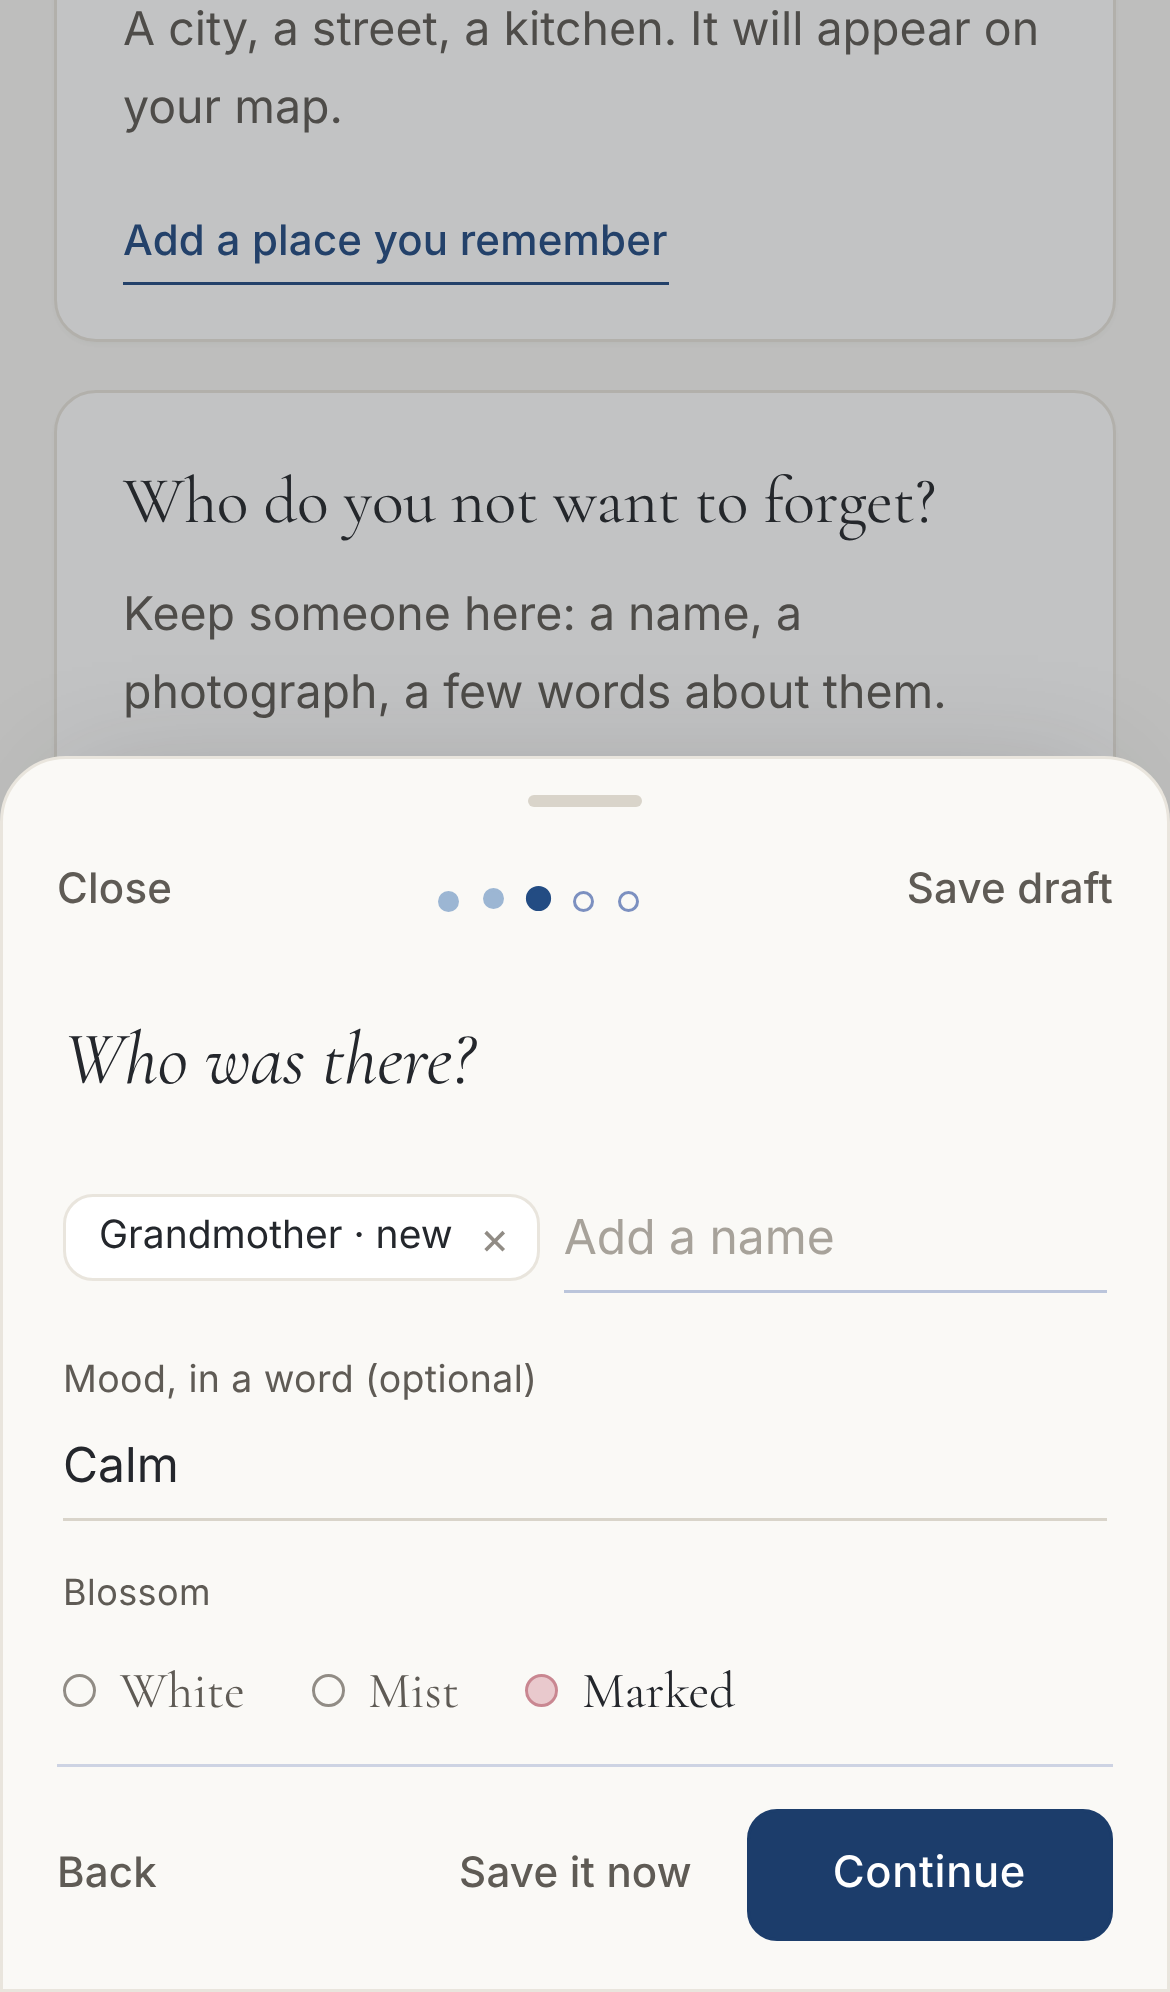 A city, a street, a kitchen. It will appear on
your map.
Add a place you remember
Who do you not want to forget?
Keep someone here: a name, a
photograph, a few words about them.
Close
Save draft
Who was there?
Grandmother · new ×
Add a name
Mood, in a word (optional)
Calm
Blossom
White
Mist
Marked
Back
Save it now
Continue